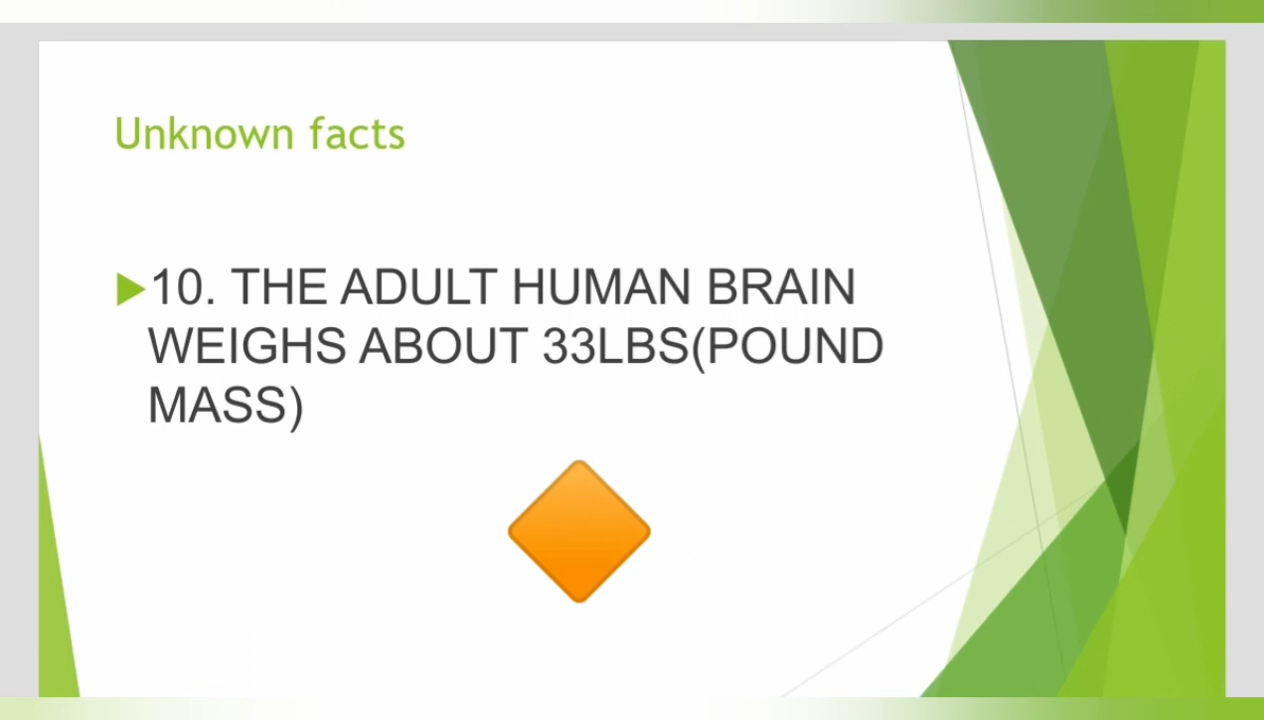 Unknown facts
10. THE ADULT HUMAN BRAIN
WEIGHS ABOUT 33LBS(POUND
MASS)